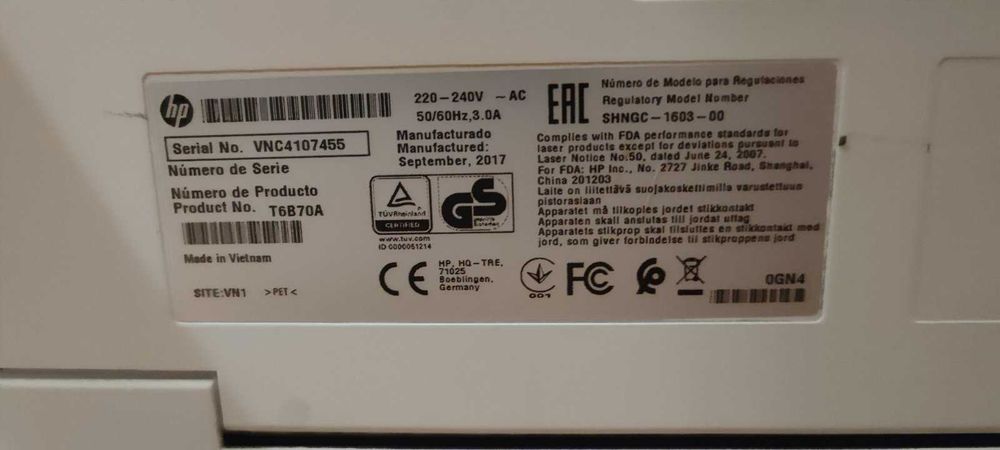 hp
Serial No. VNC4107455
Número de Serie
Número de Producto
Product No. T6B70A
Made in Vietnam
SITE:VN1 >PET<
220-240V ~ AC
50/60Hz,3.0A
Manufacturado
Manufactured:
September, 2017
TÜVRheinland
CERTIFIED
www.tuv.com
ID 0000051214
GS
CE
HP, HQ-TRE,
71025
Boeblingen,
Germany
EAC
Número de Modelo para Regulaciones
Regulatory Model Number
SHNGC-1603-00
Complies with FDA performance standards for
laser products except for deviations pursuant to
Laser Notice No.50, dated June 24, 2007.
For FDA: HP Inc., No. 2727 Jinke Road, Shanghai,
China 201203
Laite on liitettävä suojakoskettimilla varustettuun
pistorasiaan
Apparatet må tilkoples jordet stikkontakt
Apparaten skall anslutas till jordat uttag
Apparatets stikprop skal tilsluttes en stikkontakt med
jord, som giver forbindelse til stikproppens jord
001
FC
0GN4